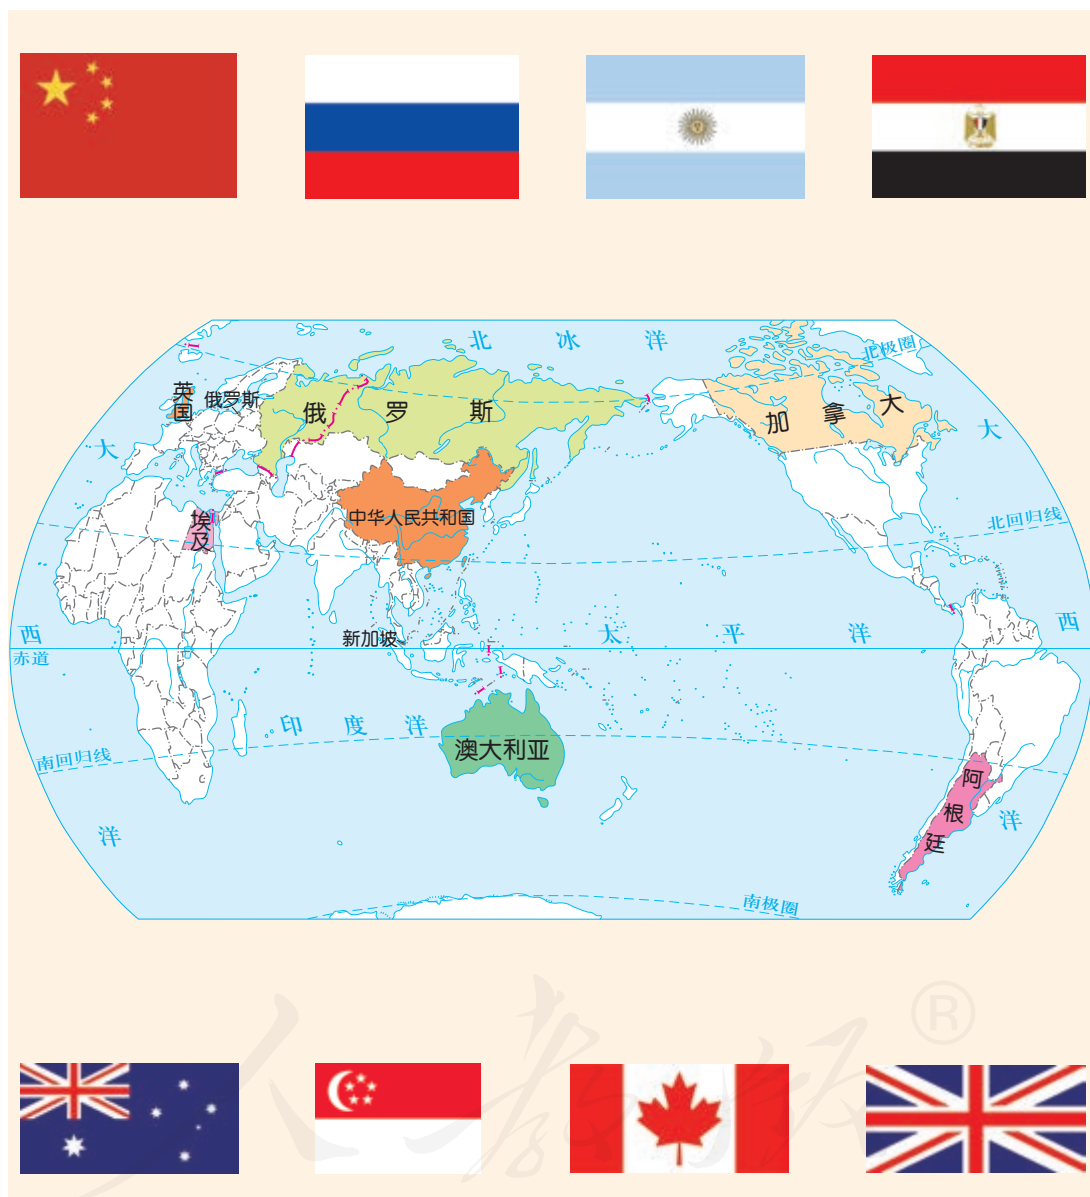 北 冰 洋
北极圈
英国
俄罗斯
俄 罗 斯
加 拿 大
大
大
埃及
中华人民共和国
北回归线
西
西
新加坡
太 平 洋
赤道
印 度 洋
澳大利亚
南回归线
阿根廷
洋
洋
南极圈
人教版
®